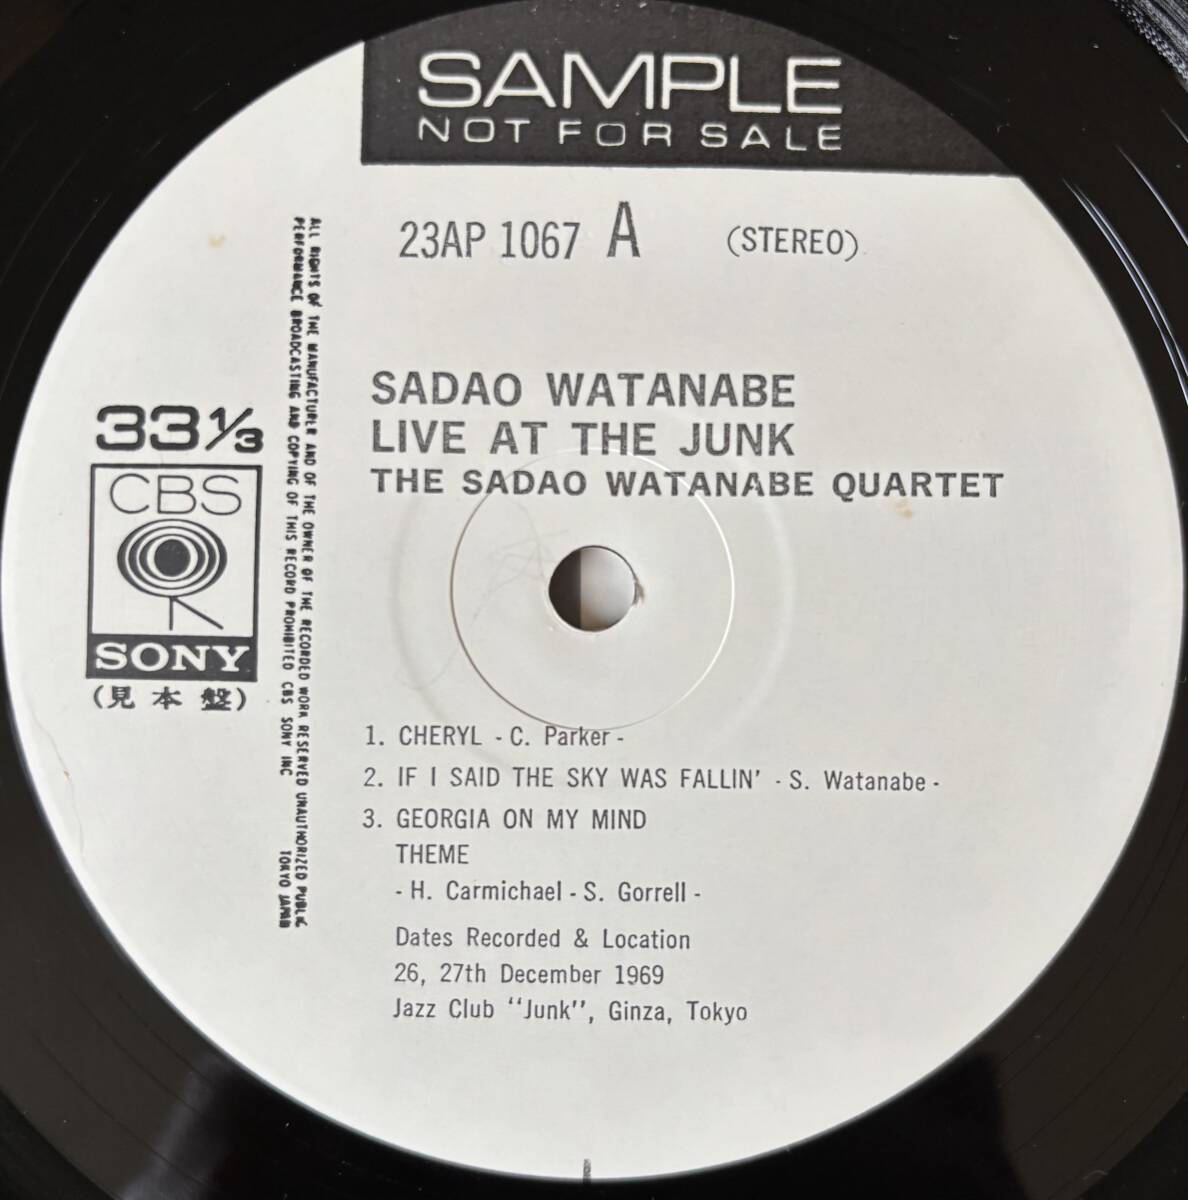 SAMPLE
NOT FOR SALE
23AP 1067 A (STEREO)
SADAO WATANABE
LIVE AT THE JUNK
THE SADAO WATANABE QUARTET
33 1/3
CBS
SONY
(見本盤)
ALL RIGHTS OF THE MANUFACTURER AND OF THE OWNER OF THE RECORDED WORK RESERVED UNAUTHORIZED PUBLIC
PERFORMANCE BROADCASTING AND COPYING OF THIS RECORD PROHIBITED CBS SONY INC TOKYO JAPAN
1. CHERYL - C. Parker -
2. IF I SAID THE SKY WAS FALLIN' - S. Watanabe -
3. GEORGIA ON MY MIND
THEME
- H. Carmichael - S. Gorrell -
Dates Recorded & Location
26, 27th December 1969
Jazz Club "Junk", Ginza, Tokyo